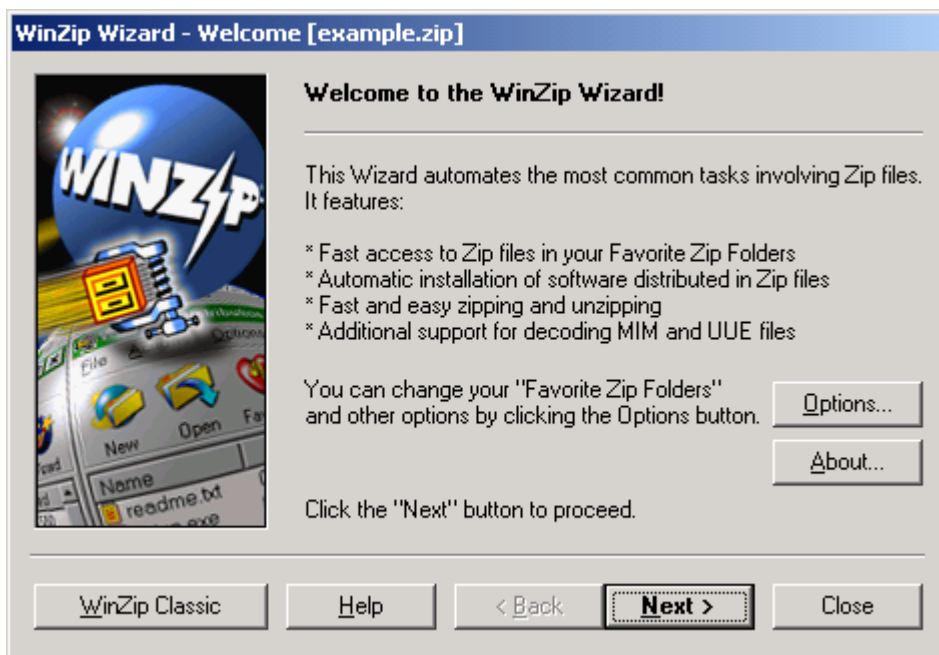 WinZip Wizard - Welcome [example.zip]
Welcome to the WinZip Wizard!
WINZIP
This Wizard automates the most common tasks involving Zip files.
It features:
* Fast access to Zip files in your Favorite Zip Folders
* Automatic installation of software distributed in Zip files
* Fast and easy zipping and unzipping
* Additional support for decoding MIM and UUE files
File
Options
New
Open
Name
readme.txt
You can change your "Favorite Zip Folders"
and other options by clicking the Options button.
Options...
About...
Click the "Next" button to proceed.
WinZip Classic
Help
< Back
Next >
Close